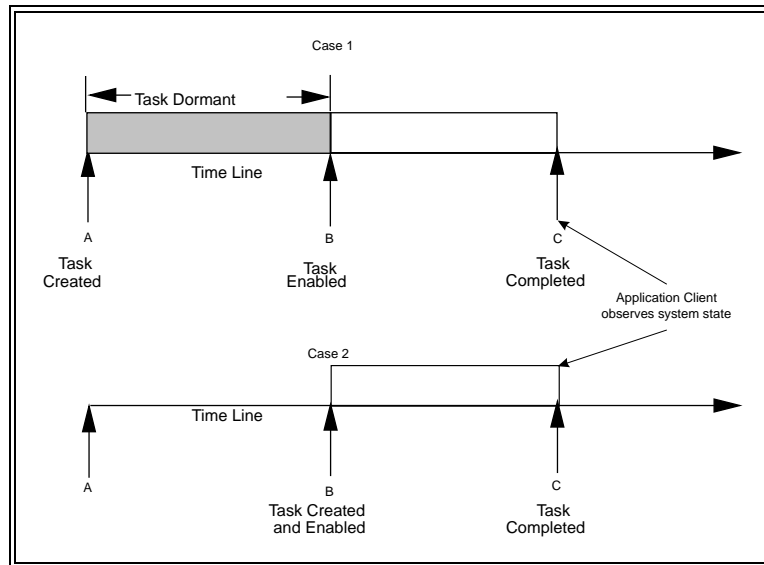 Case 1
Task Dormant
Time Line
A
Task
Created
B
Task
Enabled
C
Task
Completed
Application Client
observes system state
Case 2
Time Line
A
B
Task Created
and Enabled
C
Task
Completed